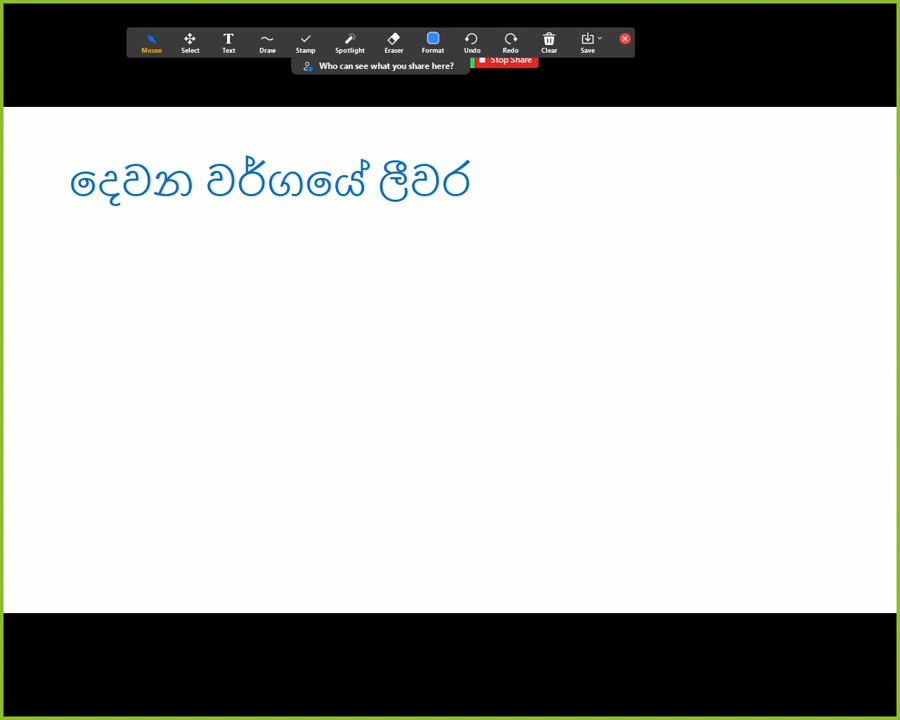 Mouse Select Text Draw Stamp Spotlight Eraser Format Undo Redo Clear Save
Who can see what you share here? Stop Share
දෙවන වර්ගයේ ලීවර